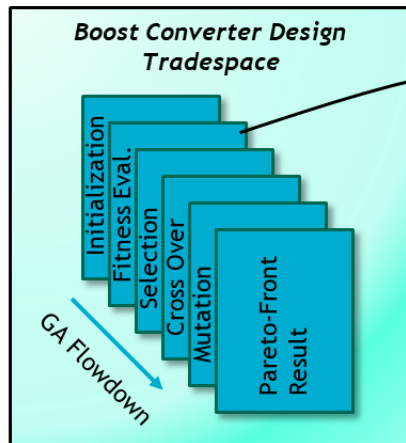 Boost Converter Design
Tradespace
Initialization
Fitness Eval.
Selection
Cross Over
Mutation
Pareto-Front
Result
GA Flowdown